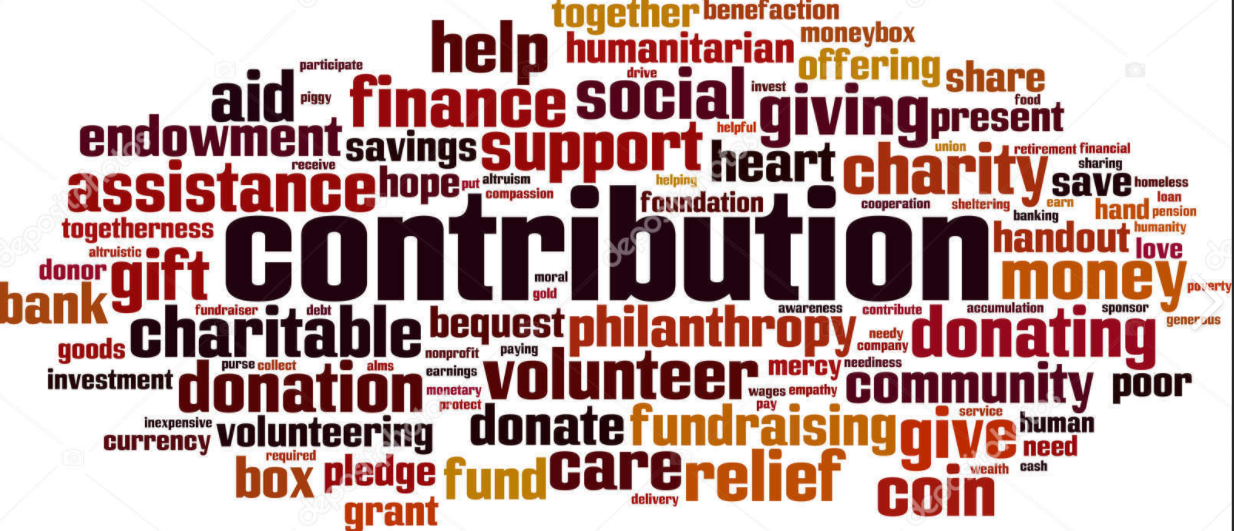 together benefaction
help humanitarian moneybox
participate drive offering share
aid piggy finance social invest giving food present
endowment savings support helpful heart union retirement financial
receive charity sharing
assistance hope put altruism helping save homeless
compassion foundation cooperation sheltering earn loan
togetherness contribution banking hand pension
altruistic handout humanity
donor gift moral love
bank gold money poverty
fundraiser debt awareness contribute accumulation sponsor
charitable bequest philanthropy needy donating generous
goods nonprofit paying company
purse collect alms earnings volunteer mercy neediness
investment donation monetary wages empathy community poor
protect pay
inexpensive donate fundraising service human
currency volunteering give need
required care wealth cash
box pledge fund relief coin
delivery
grant
depositphotos